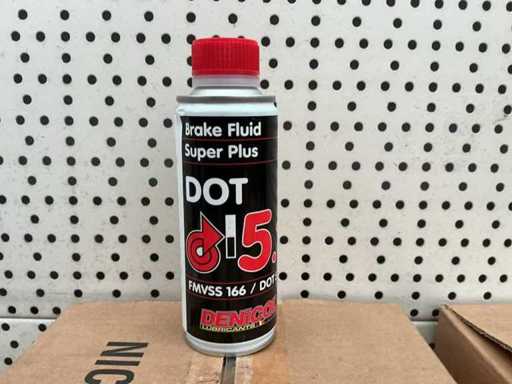 Brake Fluid
Super Plus
DOT
5.
FMVSS 166 / DOT
DENICOL
LUBRICANTS
NIC